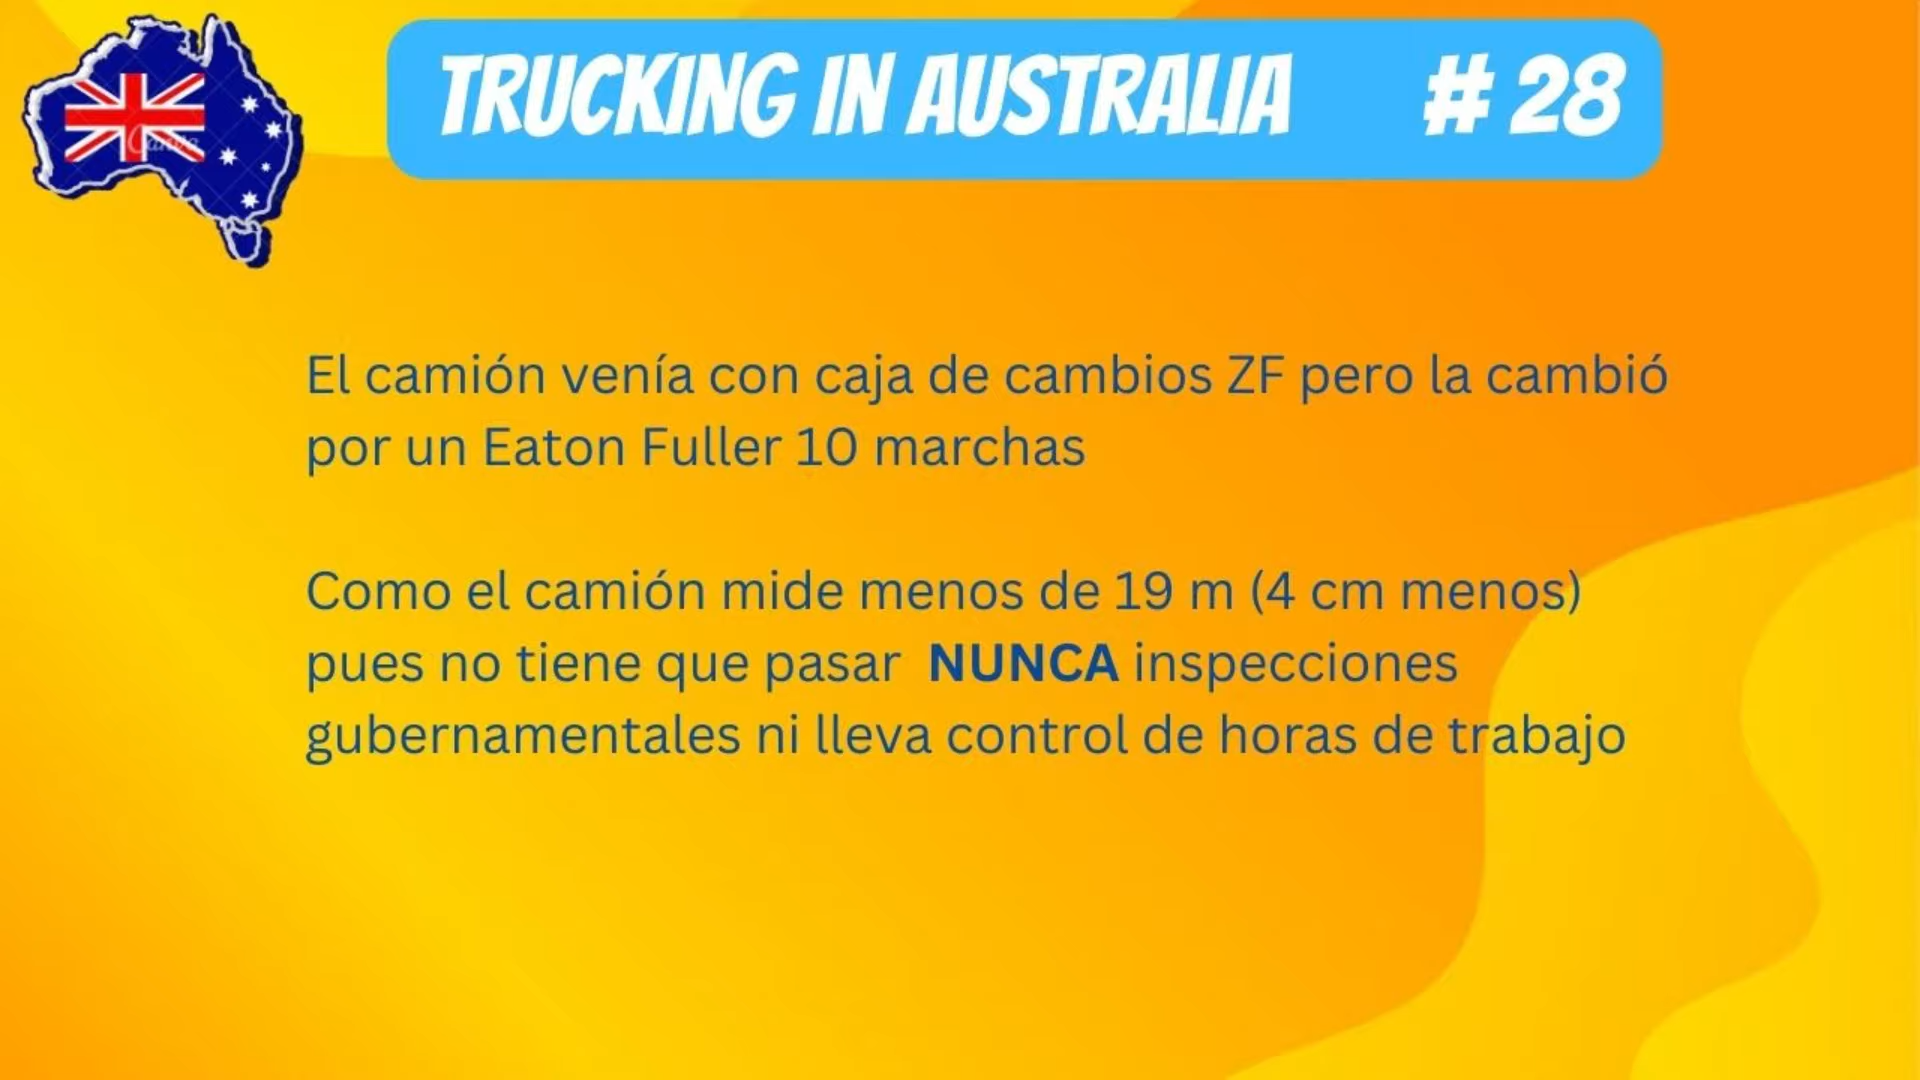 TRUCKING IN AUSTRALIA # 28
Canva
El camión venía con caja de cambios ZF pero la cambió
por un Eaton Fuller 10 marchas
Como el camión mide menos de 19 m (4 cm menos)
pues no tiene que pasar NUNCA inspecciones
gubernamentales ni lleva control de horas de trabajo